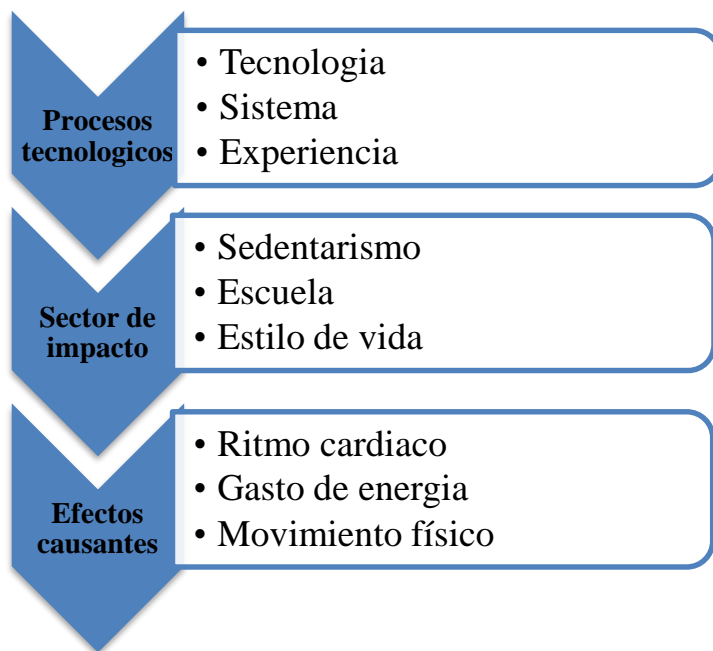 Procesos
tecnologicos
• Tecnologia
• Sistema
• Experiencia
Sector de
impacto
• Sedentarismo
• Escuela
• Estilo de vida
Efectos
causantes
• Ritmo cardiaco
• Gasto de energia
• Movimiento físico